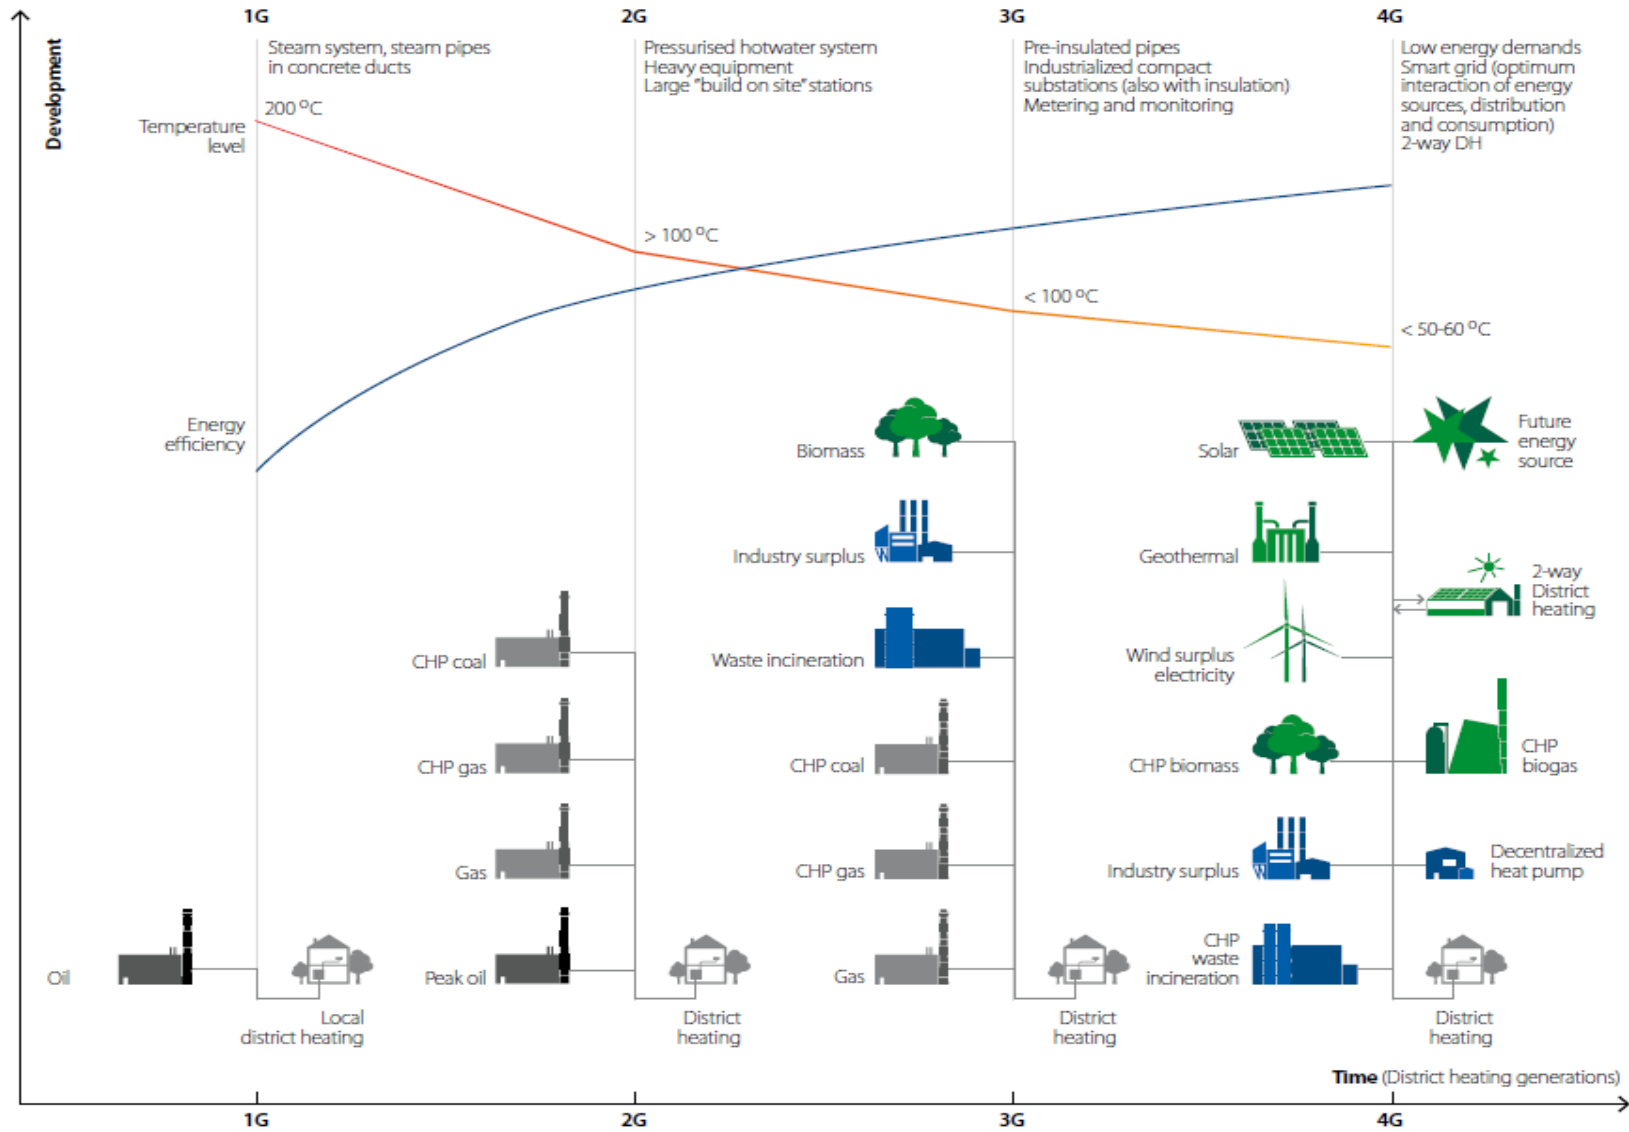 1G
2G
3G
4G
Development
Steam system, steam pipes
in concrete ducts
Pressurised hotwater system
Heavy equipment
Large "build on site" stations
Pre-insulated pipes
Industrialized compact
substations (also with insulation)
Metering and monitoring
Low energy demands
Smart grid (optimum
interaction of energy
sources, distribution
and consumption)
2-way DH
Temperature
level
200 °C
> 100 °C
< 100 °C
< 50-60 °C
Energy
efficiency
Oil
Local
district heating
CHP coal
CHP gas
Gas
Peak oil
District
heating
Biomass
Industry surplus
Waste incineration
CHP coal
CHP gas
Gas
District
heating
Solar
Geothermal
Wind surplus
electricity
CHP biomass
Industry surplus
CHP
waste
incineration
Future
energy
source
2-way
District
heating
CHP
biogas
Decentralized
heat pump
District
heating
Time (District heating generations)
1G
2G
3G
4G